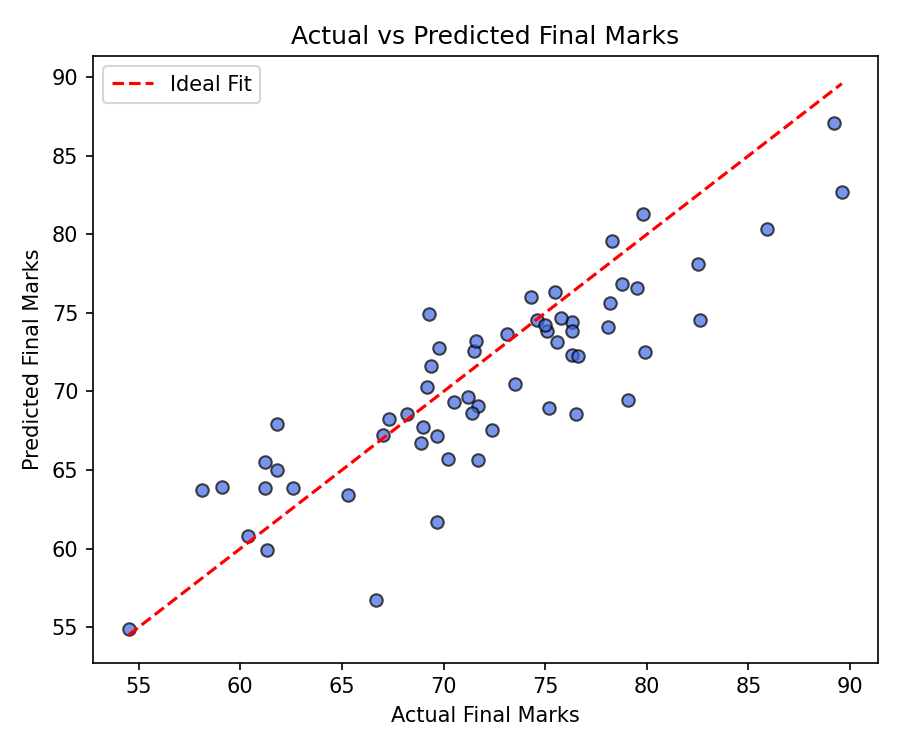 Actual vs Predicted Final Marks
Ideal Fit
90
85
80
75
70
65
60
55
Predicted Final Marks
55 60 65 70 75 80 85 90
Actual Final Marks